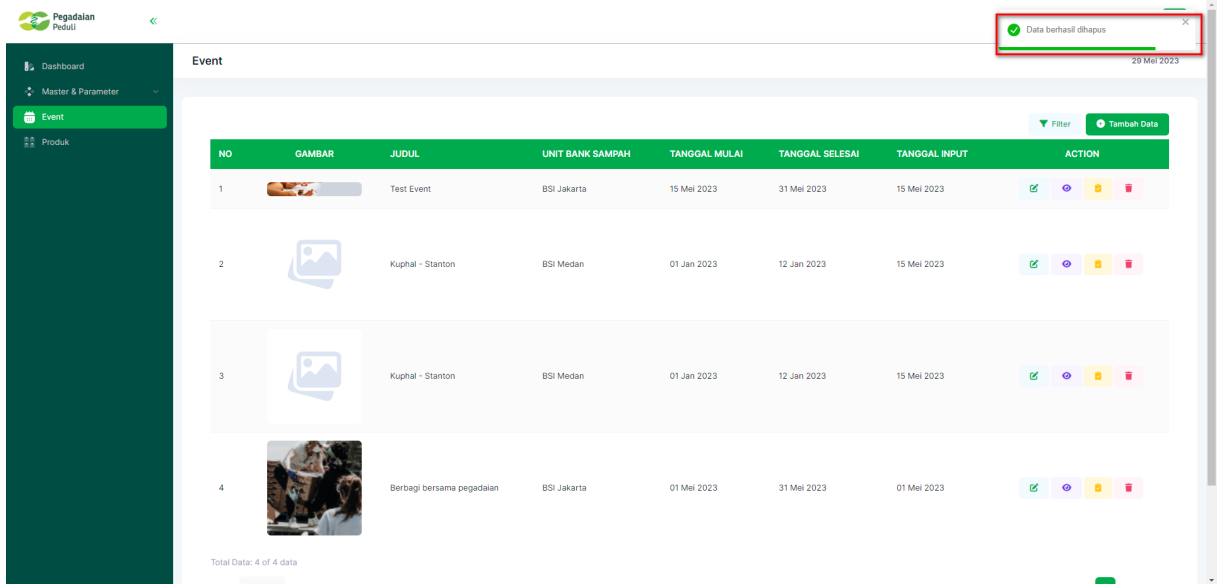 Pegadaian
Peduli
Data berhasil dihapus
Dashboard
Master & Parameter
Event
Produk
Event
29 Mei 2023
Filter
Tambah Data
NO GAMBAR JUDUL UNIT BANK SAMPAH TANGGAL MULAI TANGGAL SELESAI TANGGAL INPUT ACTION
1 Test Event BSI Jakarta 15 Mei 2023 31 Mei 2023 15 Mei 2023
2 Kuphal - Stanton BSI Medan 01 Jan 2023 12 Jan 2023 15 Mei 2023
3 Kuphal - Stanton BSI Medan 01 Jan 2023 12 Jan 2023 15 Mei 2023
4 Berbagi bersama pegadaian BSI Jakarta 01 Mei 2023 31 Mei 2023 01 Mei 2023
Total Data: 4 of 4 data